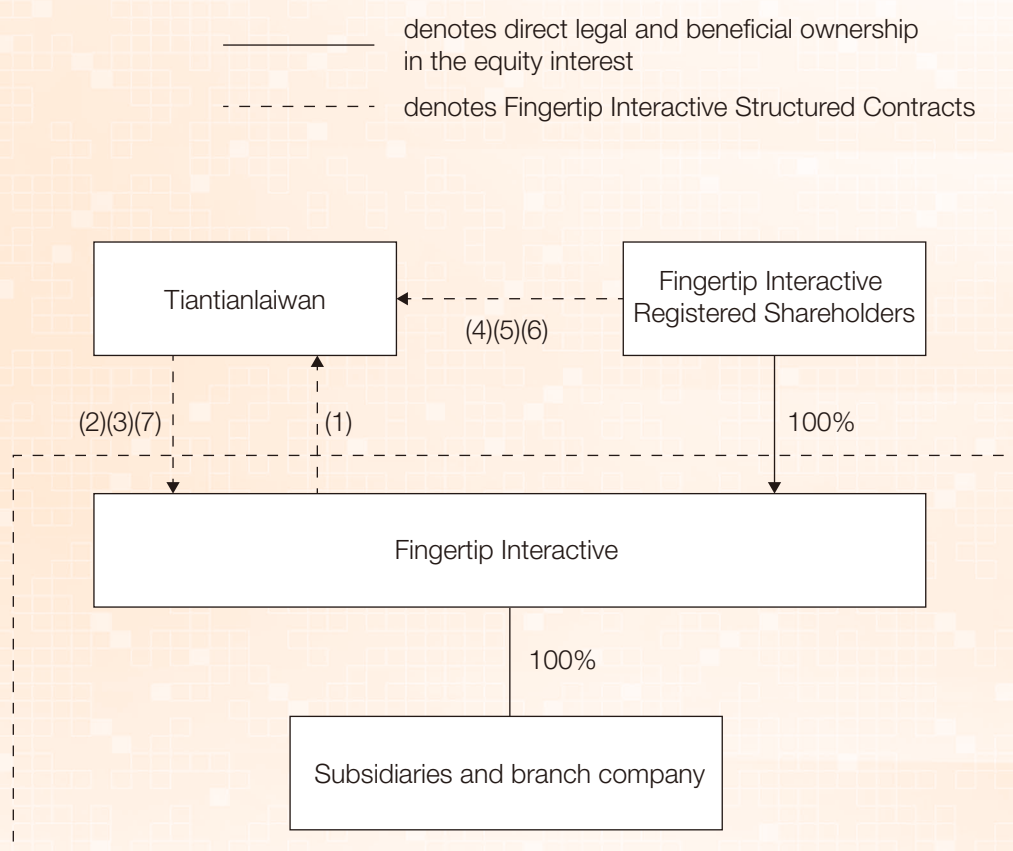 denotes direct legal and beneficial ownership
in the equity interest
denotes Fingertip Interactive Structured Contracts
Tiantianlaiwan
Fingertip Interactive
Registered Shareholders
(4)(5)(6)
(2)(3)(7)
(1)
100%
Fingertip Interactive
100%
Subsidiaries and branch company